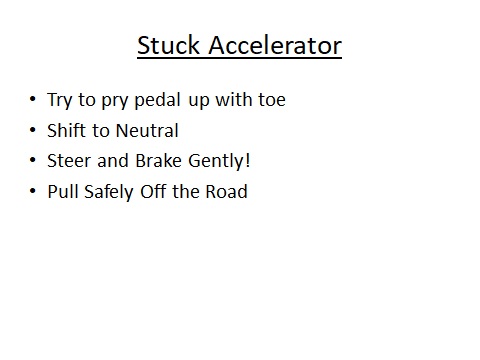 Stuck Accelerator
• Try to pry pedal up with toe
• Shift to Neutral
• Steer and Brake Gently!
• Pull Safely Off the Road